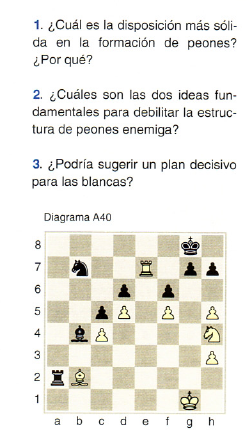 1. ¿Cuál es la disposición más sóli-
da en la formación de peones?
¿Por qué?
2. ¿Cuáles son las dos ideas fun-
damentales para debilitar la estruc-
tura de peones enemiga?
3. ¿Podría sugerir un plan decisivo
para las blancas?
Diagrama A40
8
7
6
5
4
3
2
1
a b c d e f g h